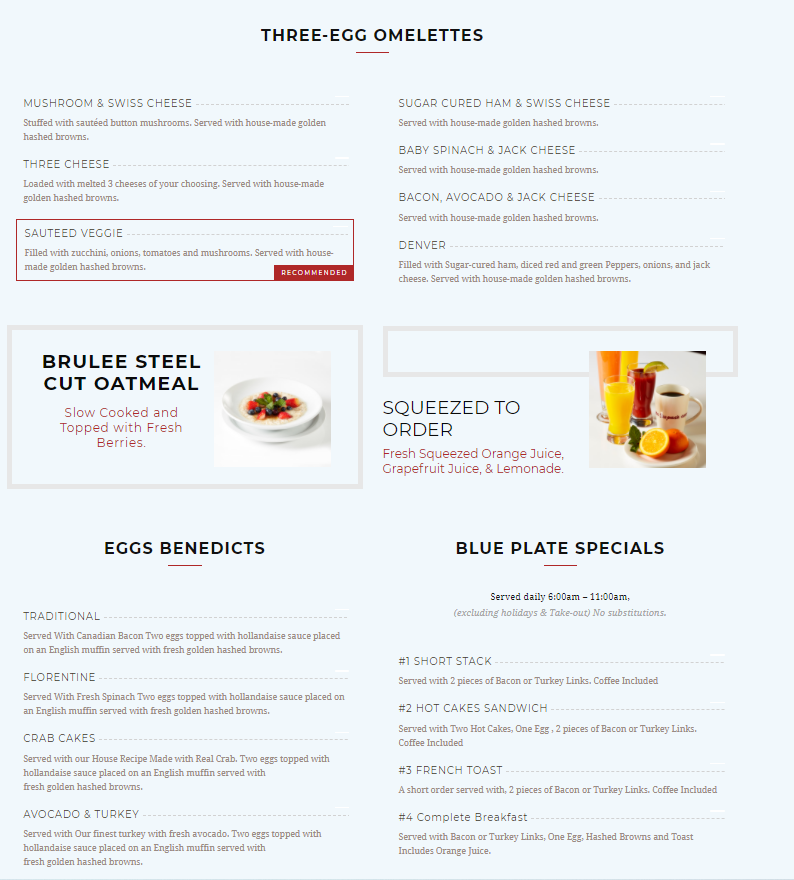 THREE-EGG OMELETTES
MUSHROOM & SWISS CHEESE
Stuffed with sautéed button mushrooms. Served with house-made golden
hashed browns.
THREE CHEESE
Loaded with melted 3 cheeses of your choosing. Served with house-made
golden hashed browns.
SAUTEED VEGGIE
Filled with zucchini, onions, tomatoes and mushrooms. Served with house-
made golden hashed browns.
RECOMMENDED
SUGAR CURED HAM & SWISS CHEESE
Served with house-made golden hashed browns.
BABY SPINACH & JACK CHEESE
Served with house-made golden hashed browns.
BACON, AVOCADO & JACK CHEESE
Served with house-made golden hashed browns.
DENVER
Filled with Sugar-cured ham, diced red and green Peppers, onions, and jack
cheese. Served with house-made golden hashed browns.
BRULEE STEEL
CUT OATMEAL
Slow Cooked and
Topped with Fresh
Berries.
SQUEEZED TO
ORDER
Fresh Squeezed Orange Juice,
Grapefruit Juice, & Lemonade.
EGGS BENEDICTS
TRADITIONAL
Served With Canadian Bacon Two eggs topped with hollandaise sauce placed
on an English muffin served with fresh golden hashed browns.
FLORENTINE
Served With Fresh Spinach Two eggs topped with hollandaise sauce placed on
an English muffin served with fresh golden hashed browns.
CRAB CAKES
Served with our House Recipe Made with Real Crab. Two eggs topped with
hollandaise sauce placed on an English muffin served with
fresh golden hashed browns.
AVOCADO & TURKEY
Served with Our finest turkey with fresh avocado. Two eggs topped with
hollandaise sauce placed on an English muffin served with
fresh golden hashed browns.
BLUE PLATE SPECIALS
Served daily 6:00am – 11:00am,
(excluding holidays & Take-out) No substitutions.
#1 SHORT STACK
Served with 2 pieces of Bacon or Turkey Links. Coffee Included
#2 HOT CAKES SANDWICH
Served with Two Hot Cakes, One Egg , 2 pieces of Bacon or Turkey Links.
Coffee Included
#3 FRENCH TOAST
A short order served with, 2 pieces of Bacon or Turkey Links. Coffee Included
#4 Complete Breakfast
Served with Bacon or Turkey Links, One Egg, Hashed Browns and Toast
Includes Orange Juice.